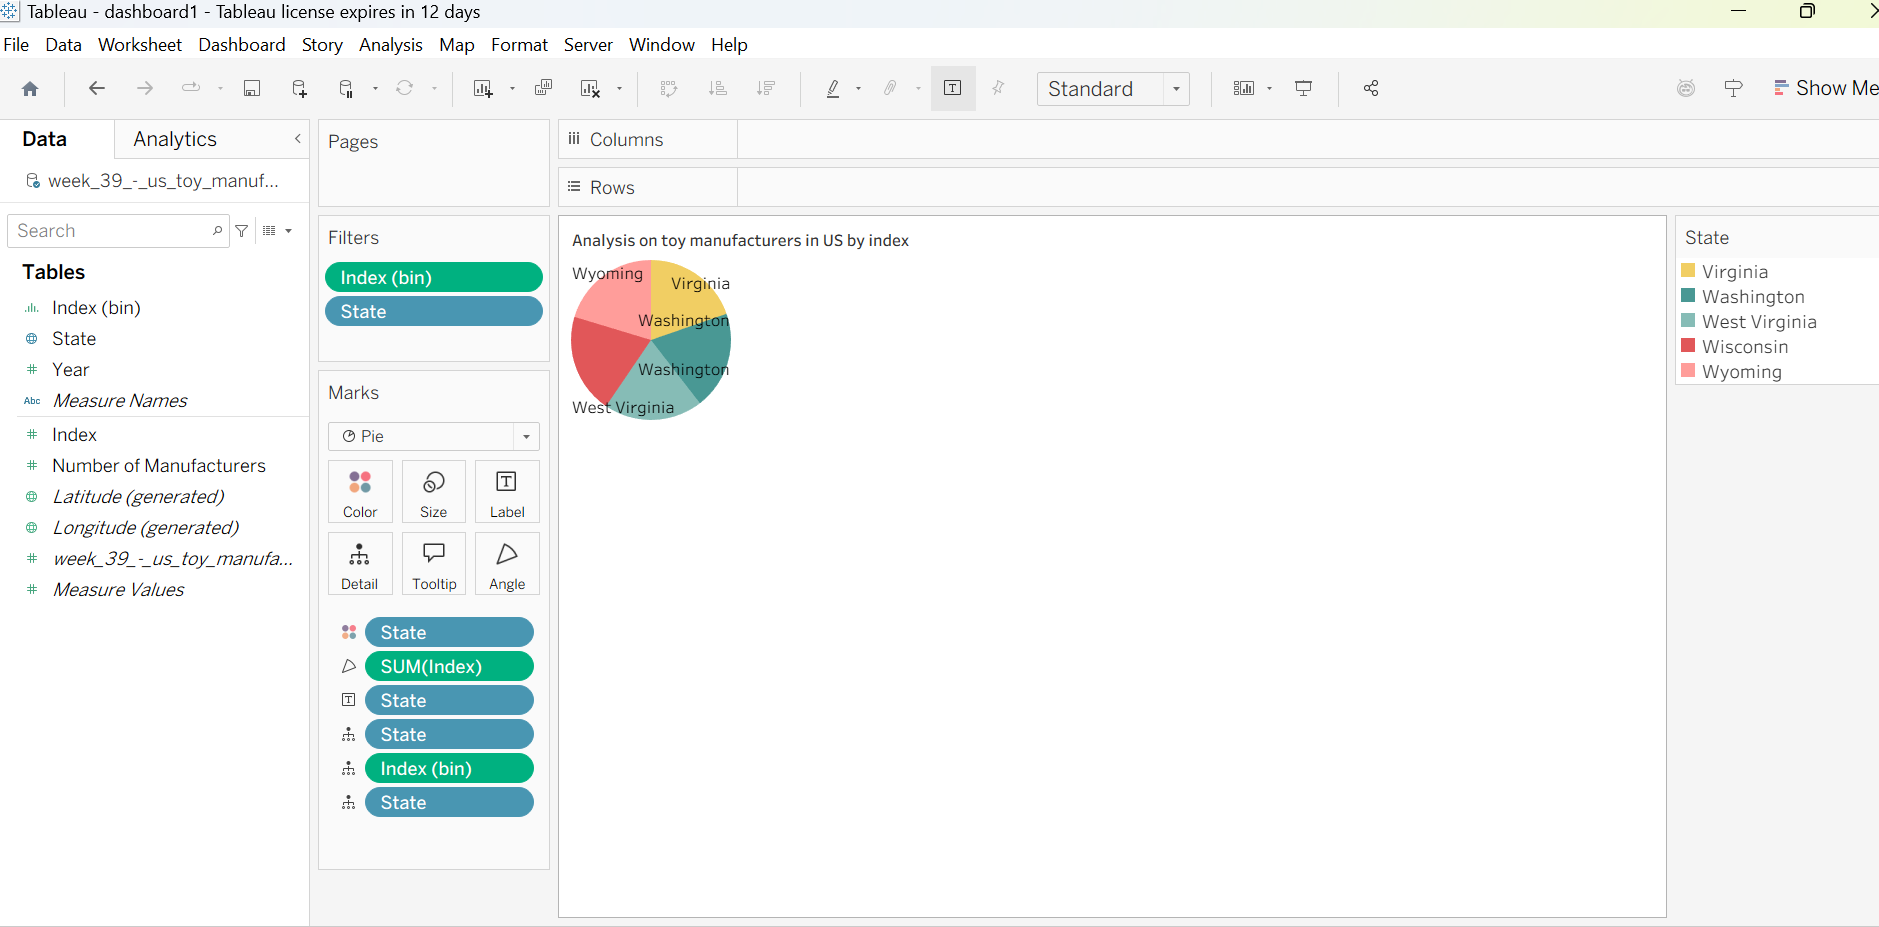 Tableau - dashboard1 - Tableau license expires in 12 days
File Data Worksheet Dashboard Story Analysis Map Format Server Window Help
Standard
Show Me
Data
Analytics
week_39_-_us_toy_manuf...
Search
Tables
Index (bin)
State
Year
Abc Measure Names
Index
Number of Manufacturers
Latitude (generated)
Longitude (generated)
week_39_-_us_toy_manufa...
Measure Values
Pages
Filters
Index (bin)
State
Marks
Pie
Color Size Label
Detail Tooltip Angle
State
SUM(Index)
State
State
Index (bin)
State
Columns
Rows
Analysis on toy manufacturers in US by index
Wyoming
Virginia
Washington
Washington
West Virginia
State
Virginia
Washington
West Virginia
Wisconsin
Wyoming